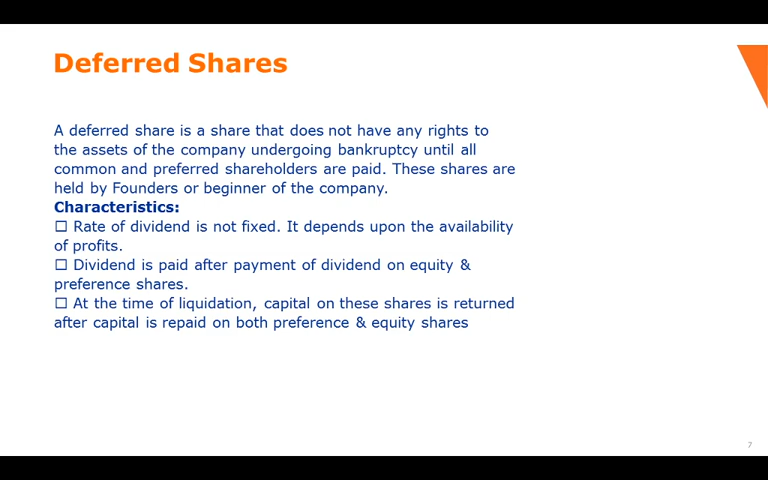 Deferred Shares
A deferred share is a share that does not have any rights to
the assets of the company undergoing bankruptcy until all
common and preferred shareholders are paid. These shares are
held by Founders or beginner of the company.
Characteristics:
☐ Rate of dividend is not fixed. It depends upon the availability
of profits.
☐ Dividend is paid after payment of dividend on equity &
preference shares.
☐ At the time of liquidation, capital on these shares is returned
after capital is repaid on both preference & equity shares
7